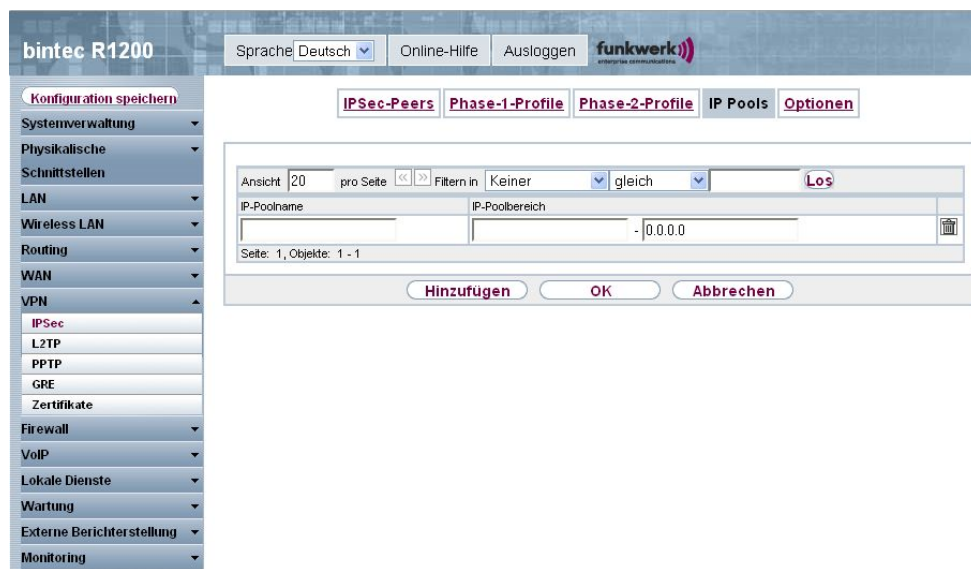 bintec R1200
Sprache Deutsch
Online-Hilfe
Ausloggen
funkwerk
enterprise communications
Konfiguration speichern
Systemverwaltung
Physikalische
Schnittstellen
LAN
Wireless LAN
Routing
WAN
VPN
IPSec
L2TP
PPTP
GRE
Zertifikate
Firewall
VoIP
Lokale Dienste
Wartung
Externe Berichterstellung
Monitoring
IPSec-Peers Phase-1-Profile Phase-2-Profile IP Pools Optionen
Ansicht 20 pro Seite << >> Filtern in Keiner gleich Los
IP-Poolname IP-Poolbereich
- 0.0.0.0
Seite: 1, Objekte: 1 - 1
Hinzufügen OK Abbrechen